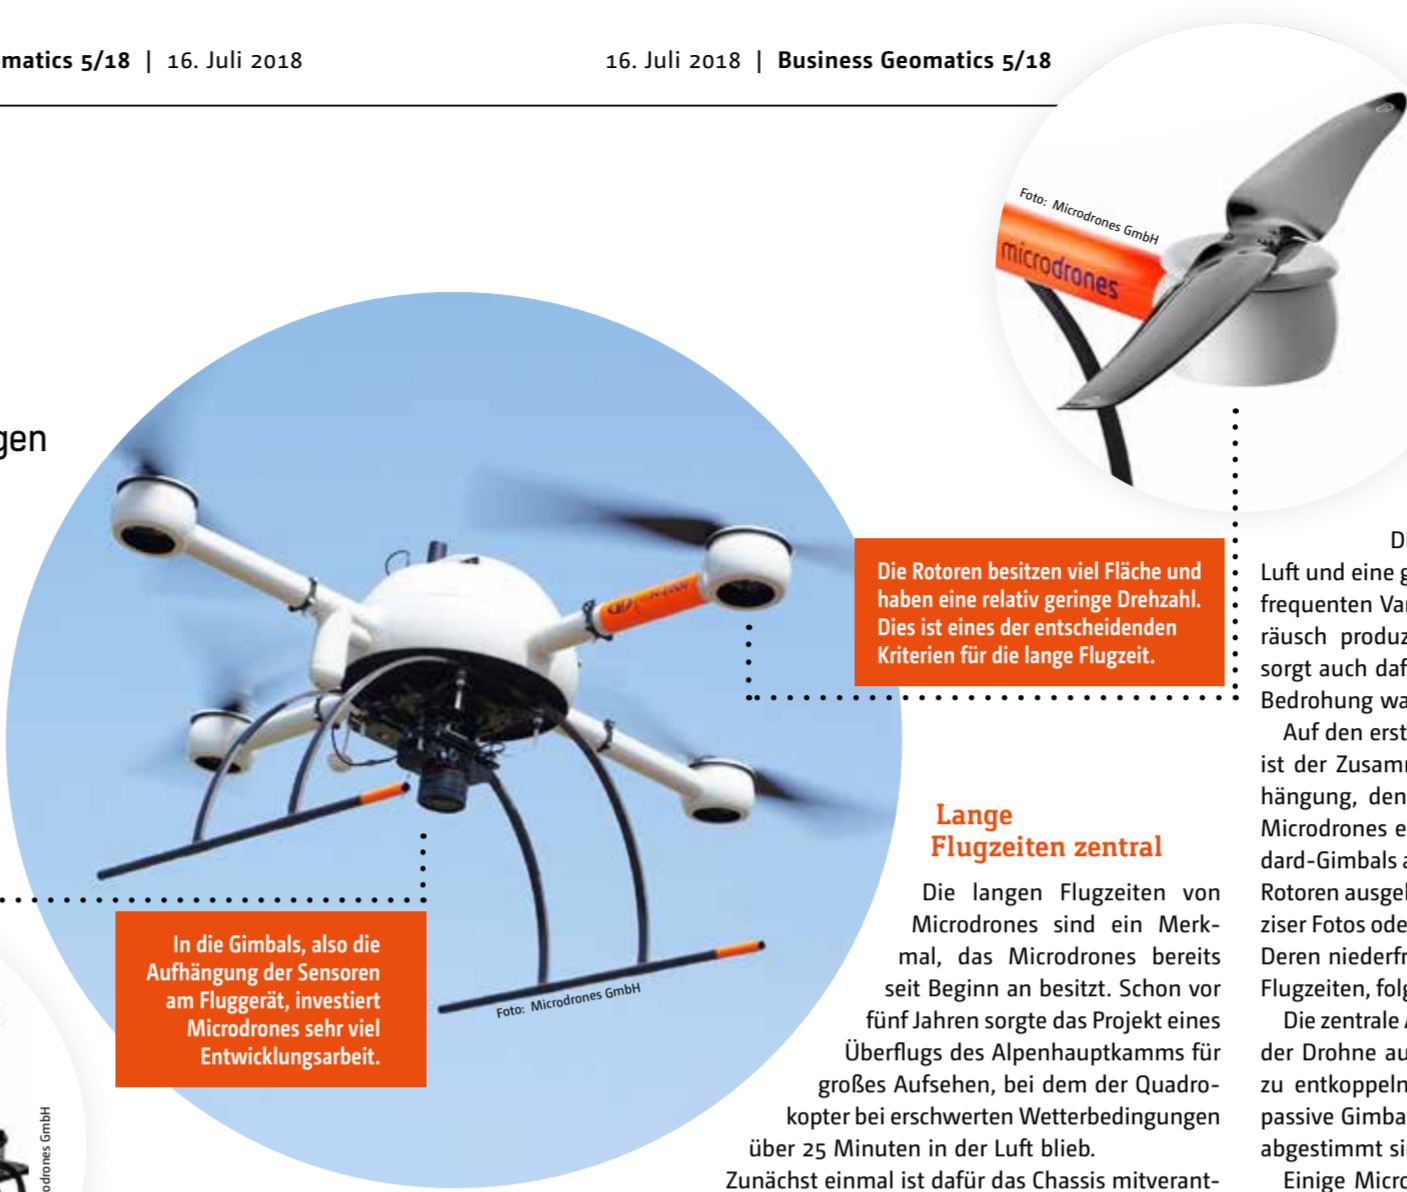 matics 5/18 | 16. Juli 2018
16. Juli 2018 | Business Geomatics 5/18
gen
Foto: Microdrones GmbH
microdrones
Die Rotoren besitzen viel Fläche und
haben eine relativ geringe Drehzahl.
Dies ist eines der entscheidenden
Kriterien für die lange Flugzeit.
In die Gimbals, also die
Aufhängung der Sensoren
am Fluggerät, investiert
Microdrones sehr viel
Entwicklungsarbeit.
Foto: Microdrones GmbH
odrones GmbH
Lange
Flugzeiten zentral
Die langen Flugzeiten von
Microdrones sind ein Merk-
mal, das Microdrones bereits
seit Beginn an besitzt. Schon vor
fünf Jahren sorgte das Projekt eines
Überflugs des Alpenhauptkamms für
großes Aufsehen, bei dem der Quadro-
kopter bei erschwerten Wetterbedingungen
über 25 Minuten in der Luft blieb.
Zunächst einmal ist dafür das Chassis mitverant-
Luft und eine g
frequenten Var
räusch produz
sorgt auch daf
Bedrohung wa
Auf den erst
ist der Zusamm
hängung, den
Microdrones e
dard-Gimbals a
Rotoren ausgel
ziser Fotos ode
Deren niederfr
Flugzeiten, folg
Die zentrale A
der Drohne au
zu entkoppeln
passive Gimba
abgestimmt si
Einige Micro